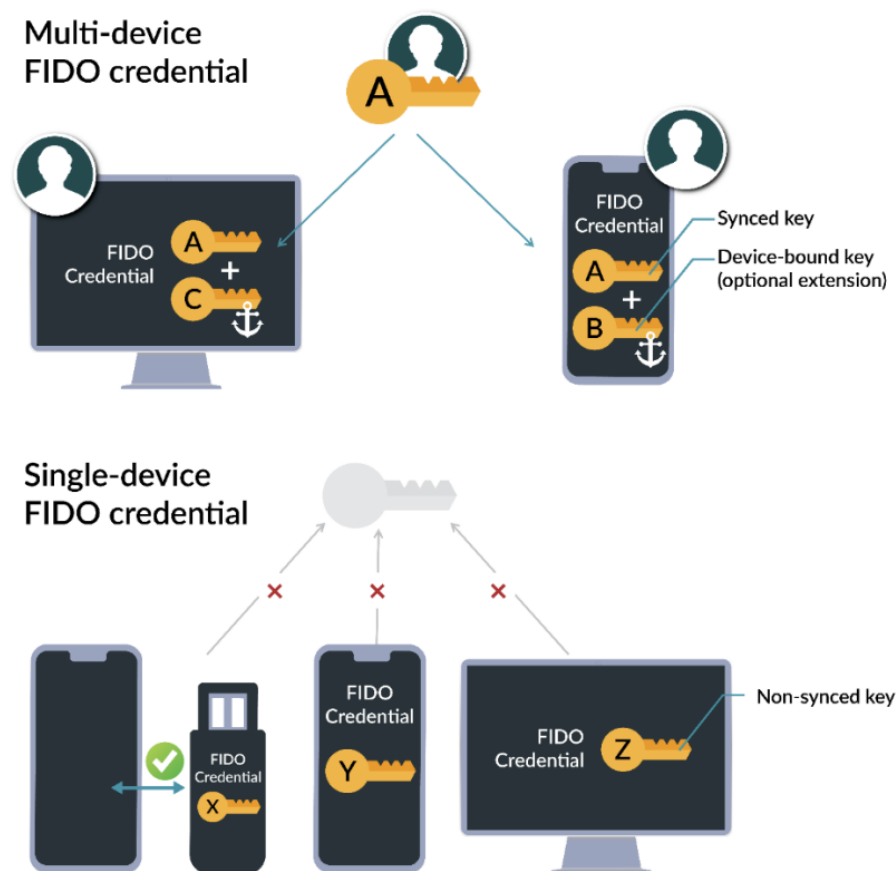 Multi-device
FIDO credential
A
FIDO
Credential
A
+
C
FIDO
Credential
A
+
B
Synced key
Device-bound key
(optional extension)
Single-device
FIDO credential
FIDO
Credential
X
FIDO
Credential
Y
FIDO
Credential
Z
Non-synced key